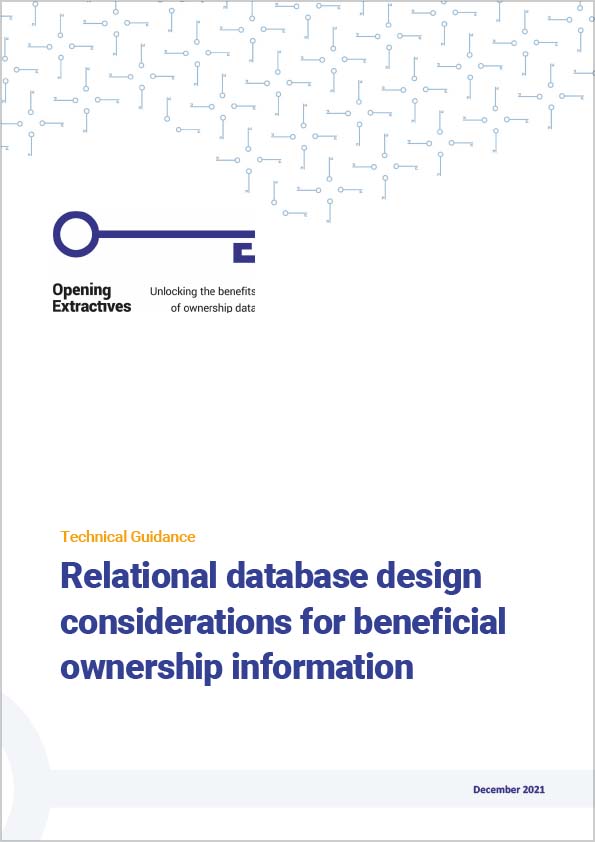 Opening
Extractives
Unlocking the benefits
of ownership data
Technical Guidance
Relational database design
considerations for beneficial
ownership information
December 2021